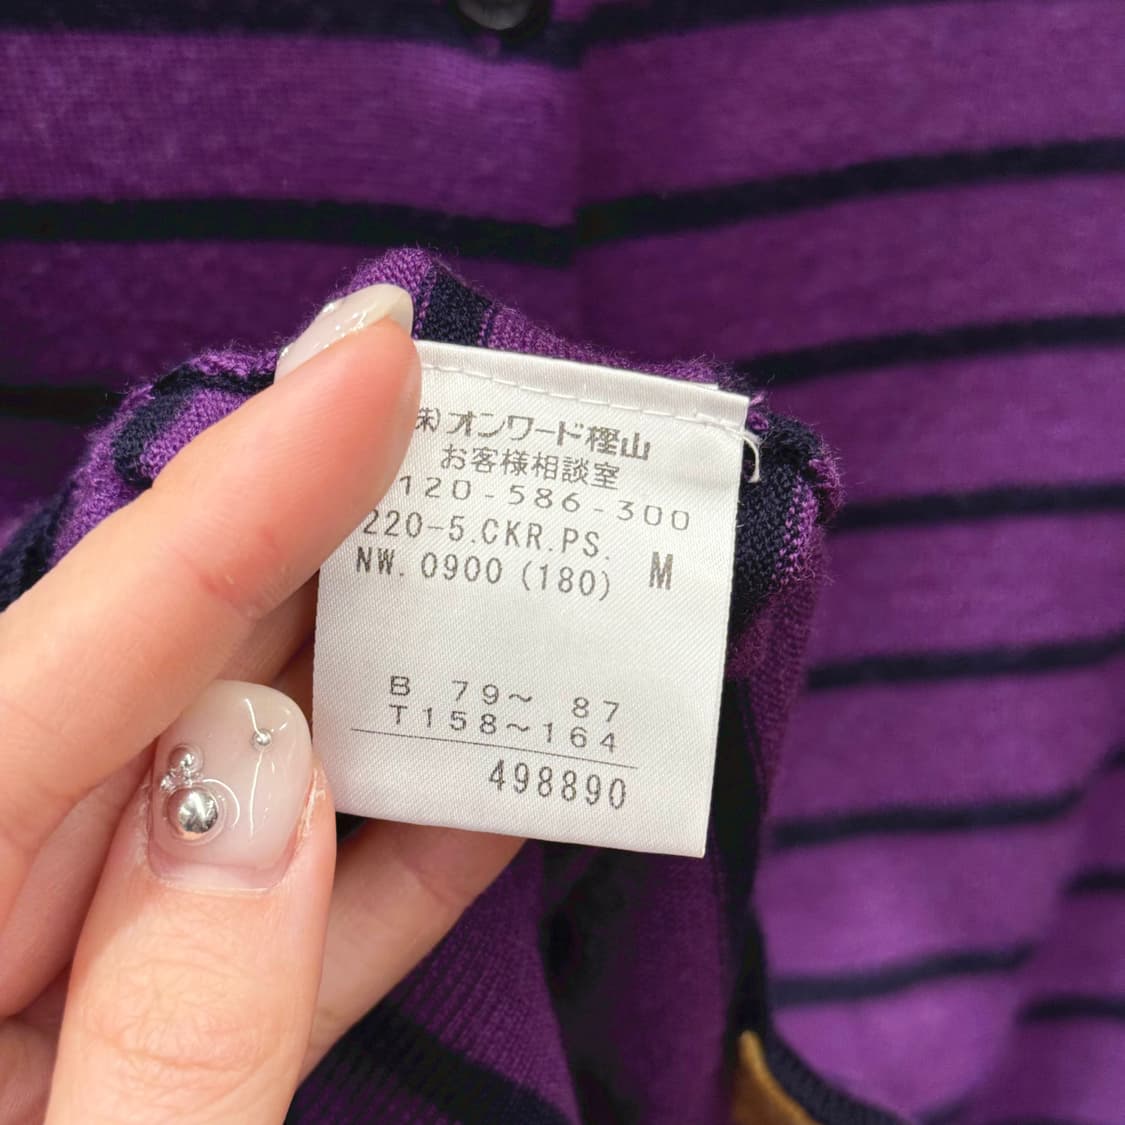 株)オンワード樫山
お客様相談室
120-586-300
220-5.CKR.PS.
NW. 0900 (180) M
B 79～ 87
T158～164
498890